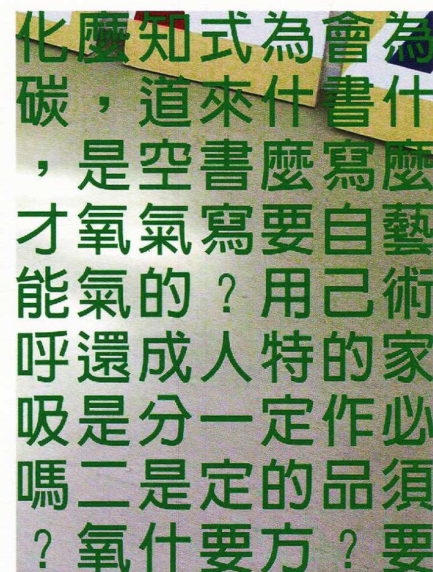 為什麼藝術家必須要
會書寫自己的作品？
為什麼要用特定的方
式來書寫？人一定要
知道空氣的成分是什
麼，是氧氣還是二氧
化碳，才能呼吸嗎？